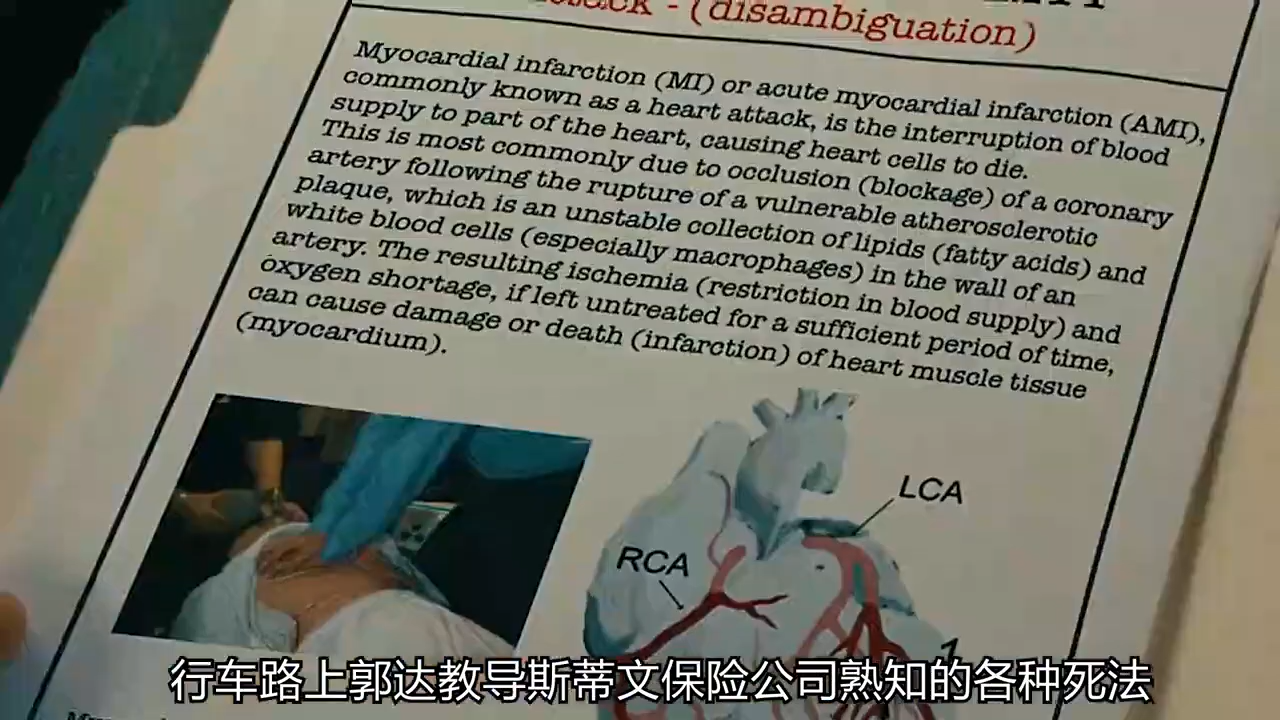 - (disambiguation)
Myocardial infarction (MI) or acute myocardial infarction (AMI),
commonly known as a heart attack, is the interruption of blood
supply to part of the heart, causing heart cells to die.
This is most commonly due to occlusion (blockage) of a coronary
artery following the rupture of a vulnerable atherosclerotic
plaque, which is an unstable collection of lipids (fatty acids) and
white blood cells (especially macrophages) in the wall of an
artery. The resulting ischemia (restriction in blood supply) and
oxygen shortage, if left untreated for a sufficient period of time,
can cause damage or death (infarction) of heart muscle tissue
(myocardium).
LCA
RCA
1
行车路上郭达教导斯蒂文保险公司熟知的各种死法